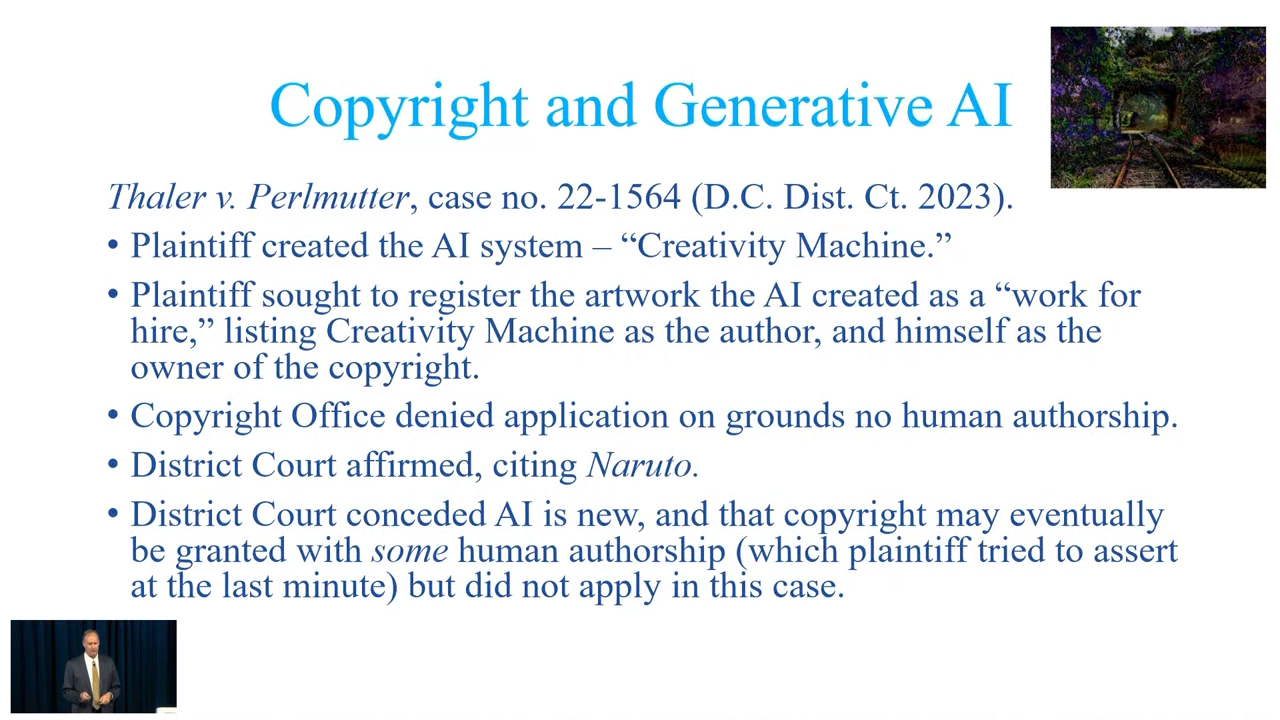 Copyright and Generative AI
Thaler v. Perlmutter, case no. 22-1564 (D.C. Dist. Ct. 2023).
• Plaintiff created the AI system – “Creativity Machine.”
• Plaintiff sought to register the artwork the AI created as a “work for
hire,” listing Creativity Machine as the author, and himself as the
owner of the copyright.
• Copyright Office denied application on grounds no human authorship.
• District Court affirmed, citing Naruto.
• District Court conceded AI is new, and that copyright may eventually
be granted with some human authorship (which plaintiff tried to assert
at the last minute) but did not apply in this case.